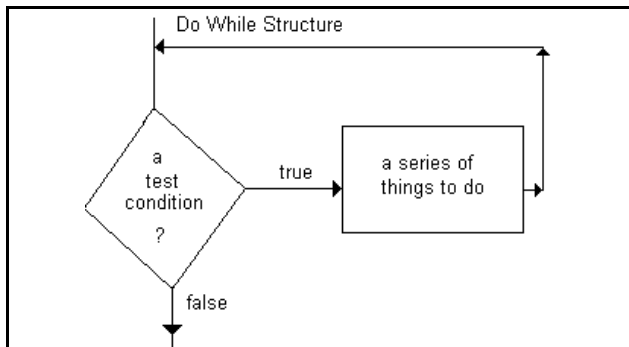 Do While Structure
a
test
condition
?
true
a series of
things to do
false